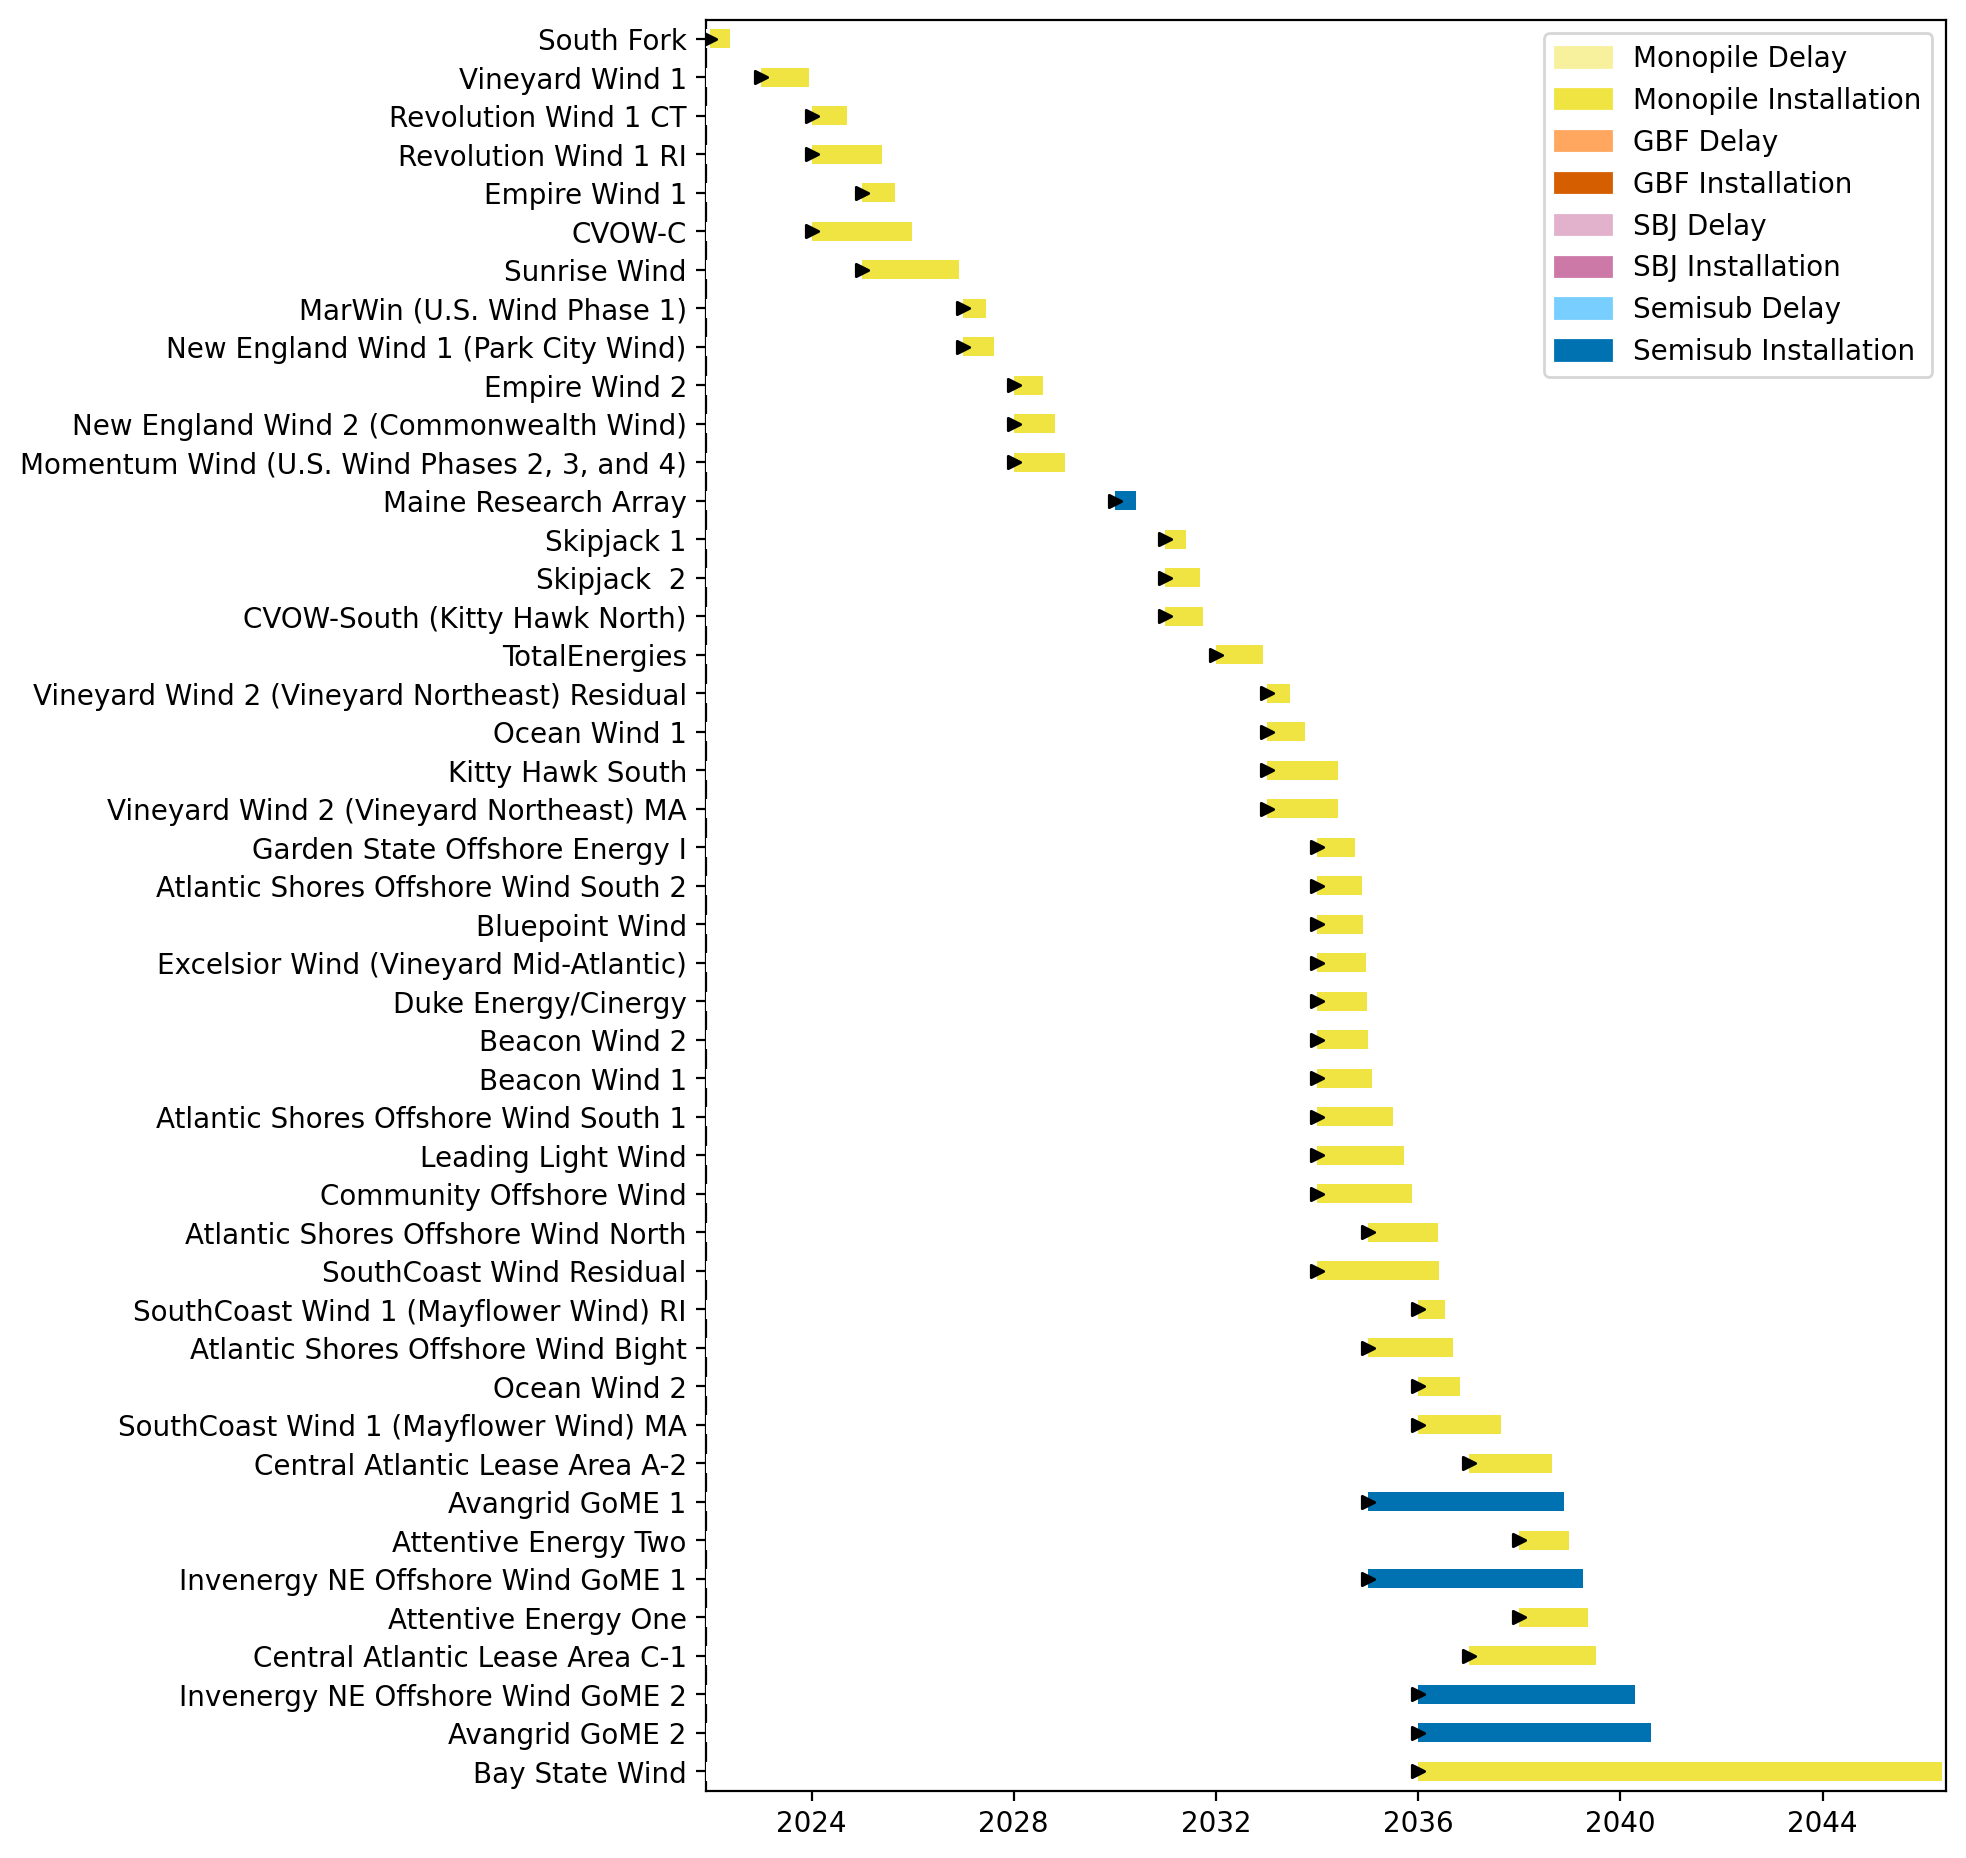 South Fork
Vineyard Wind 1
Revolution Wind 1 CT
Revolution Wind 1 RI
Empire Wind 1
CVOW-C
Sunrise Wind
MarWin (U.S. Wind Phase 1)
New England Wind 1 (Park City Wind)
Empire Wind 2
New England Wind 2 (Commonwealth Wind)
Momentum Wind (U.S. Wind Phases 2, 3, and 4)
Maine Research Array
Skipjack 1
Skipjack  2
CVOW-South (Kitty Hawk North)
TotalEnergies
Vineyard Wind 2 (Vineyard Northeast) Residual
Ocean Wind 1
Kitty Hawk South
Vineyard Wind 2 (Vineyard Northeast) MA
Garden State Offshore Energy I
Atlantic Shores Offshore Wind South 2
Bluepoint Wind
Excelsior Wind (Vineyard Mid-Atlantic)
Duke Energy/Cinergy
Beacon Wind 2
Beacon Wind 1
Atlantic Shores Offshore Wind South 1
Leading Light Wind
Community Offshore Wind
Atlantic Shores Offshore Wind North
SouthCoast Wind Residual
SouthCoast Wind 1 (Mayflower Wind) RI
Atlantic Shores Offshore Wind Bight
Ocean Wind 2
SouthCoast Wind 1 (Mayflower Wind) MA
Central Atlantic Lease Area A-2
Avangrid GoME 1
Attentive Energy Two
Invenergy NE Offshore Wind GoME 1
Attentive Energy One
Central Atlantic Lease Area C-1
Invenergy NE Offshore Wind GoME 2
Avangrid GoME 2
Bay State Wind
Monopile Delay
Monopile Installation
GBF Delay
GBF Installation
SBJ Delay
SBJ Installation
Semisub Delay
Semisub Installation
2024 2028 2032 2036 2040 2044